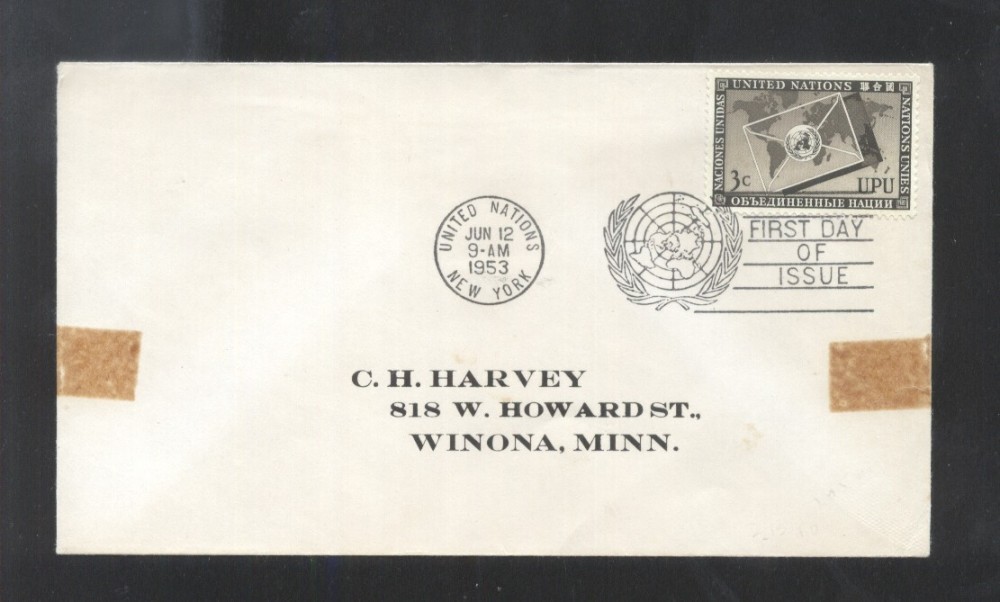 UNITED NATIONS 聯合國
NACIONES UNIDAS
NATIONS UNIES
3c
UPU
ОБЪЕДИНЕННЫЕ НАЦИИ
UNITED NATIONS
JUN 12
9-AM
1953
NEW YORK
FIRST DAY
OF
ISSUE
C. H. HARVEY
818 W. HOWARD ST.,
WINONA, MINN.